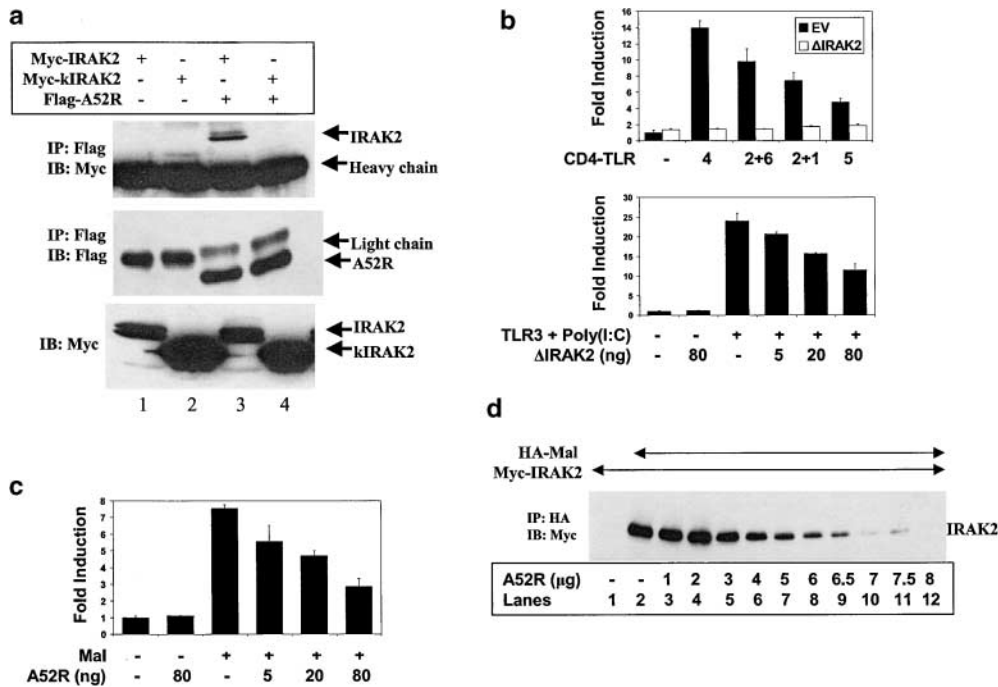 a
Myc-IRAK2 + - + -
Myc-kIRAK2 - + - +
Flag-A52R - - + +
IP: Flag
IB: Myc
IRAK2
Heavy chain
IP: Flag
IB: Flag
Light chain
A52R
IB: Myc
IRAK2
kIRAK2
1 2 3 4
b
Fold Induction
16
14
12
10
8
6
4
2
0
EV
ΔIRAK2
CD4-TLR - 4 2+6 2+1 5
Fold Induction
30
25
20
15
10
5
0
TLR3 + Poly(I:C) - - + + + +
ΔIRAK2 (ng) - 80 - 5 20 80
c
Fold Induction
8
7
6
5
4
3
2
1
0
Mal - - + + + +
A52R (ng) - 80 - 5 20 80
d
HA-Mal
Myc-IRAK2
IP: HA
IB: Myc
IRAK2
A52R (μg) - - 1 2 3 4 5 6 6.5 7 7.5 8
Lanes 1 2 3 4 5 6 7 8 9 10 11 12